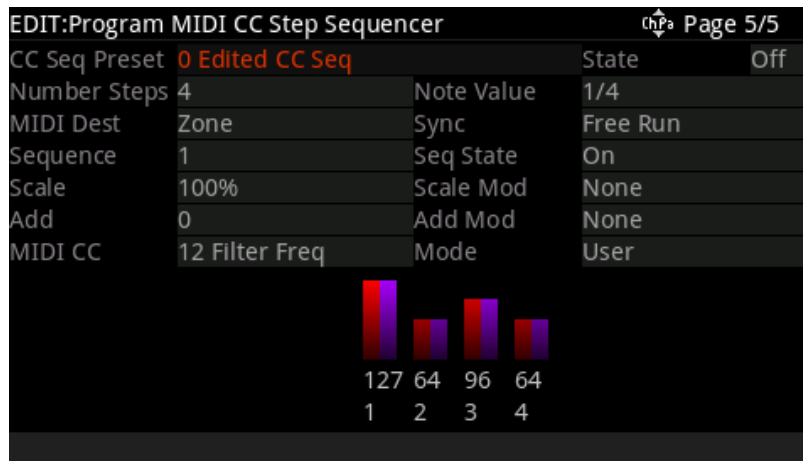 EDIT:Program MIDI CC Step Sequencer Ch/Pa Page 5/5
CC Seq Preset 0 Edited CC Seq State Off
Number Steps 4 Note Value 1/4
MIDI Dest Zone Sync Free Run
Sequence 1 Seq State On
Scale 100% Scale Mod None
Add 0 Add Mod None
MIDI CC 12 Filter Freq Mode User
127 64 96 64
1 2 3 4